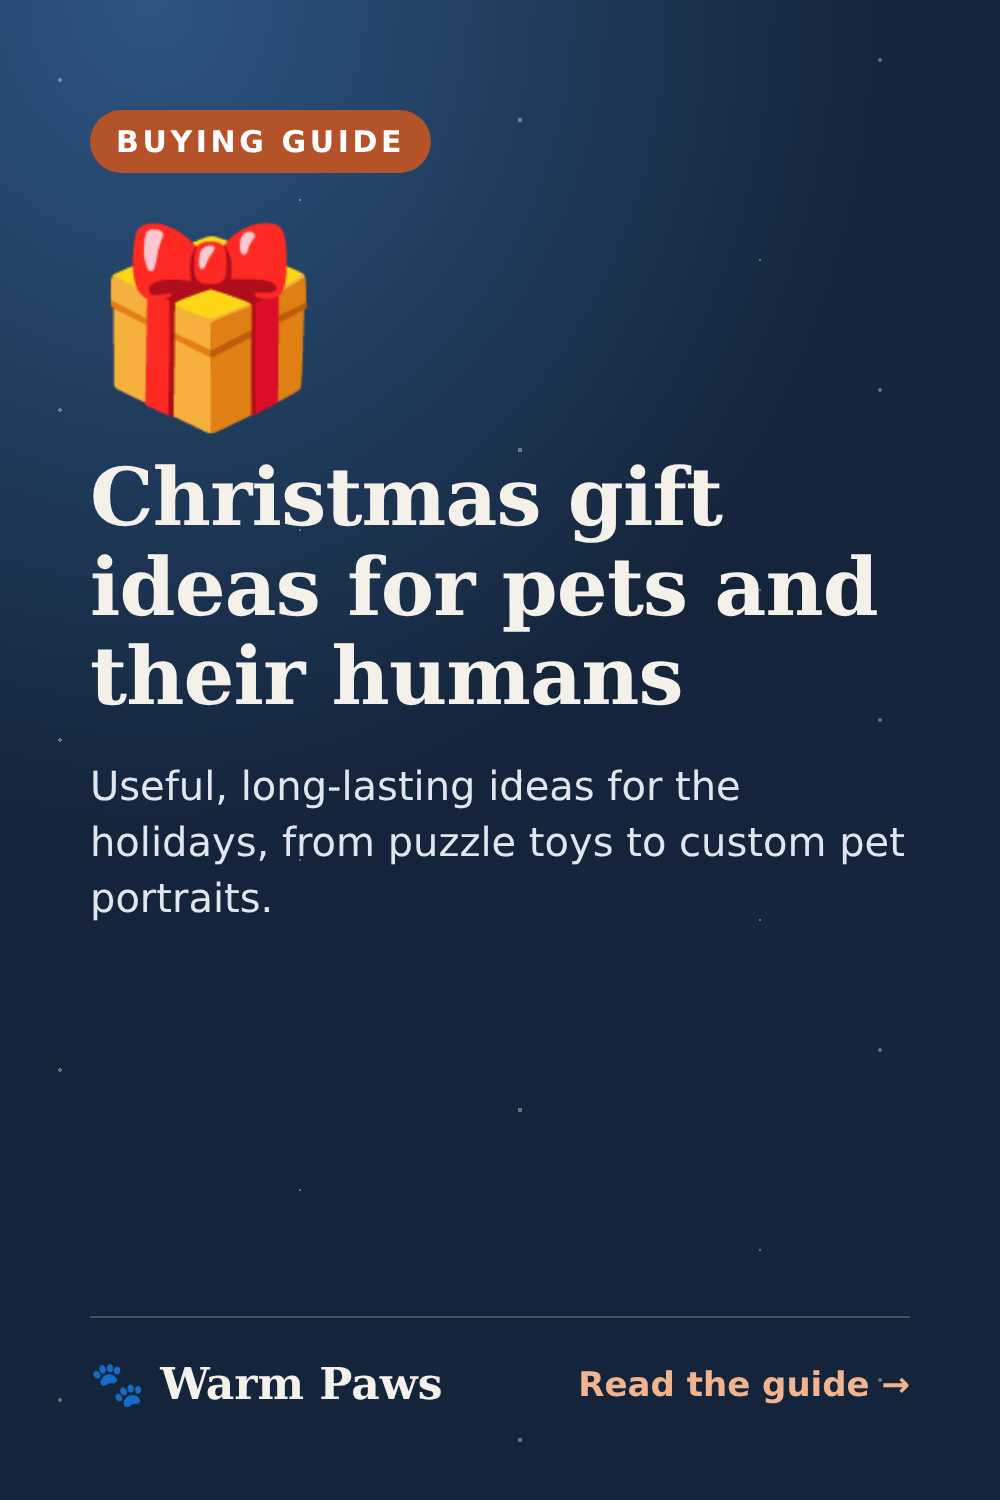 BUYING GUIDE
Christmas gift
ideas for pets and
their humans
Useful, long-lasting ideas for the
holidays, from puzzle toys to custom pet
portraits.
Warm Paws
Read the guide →